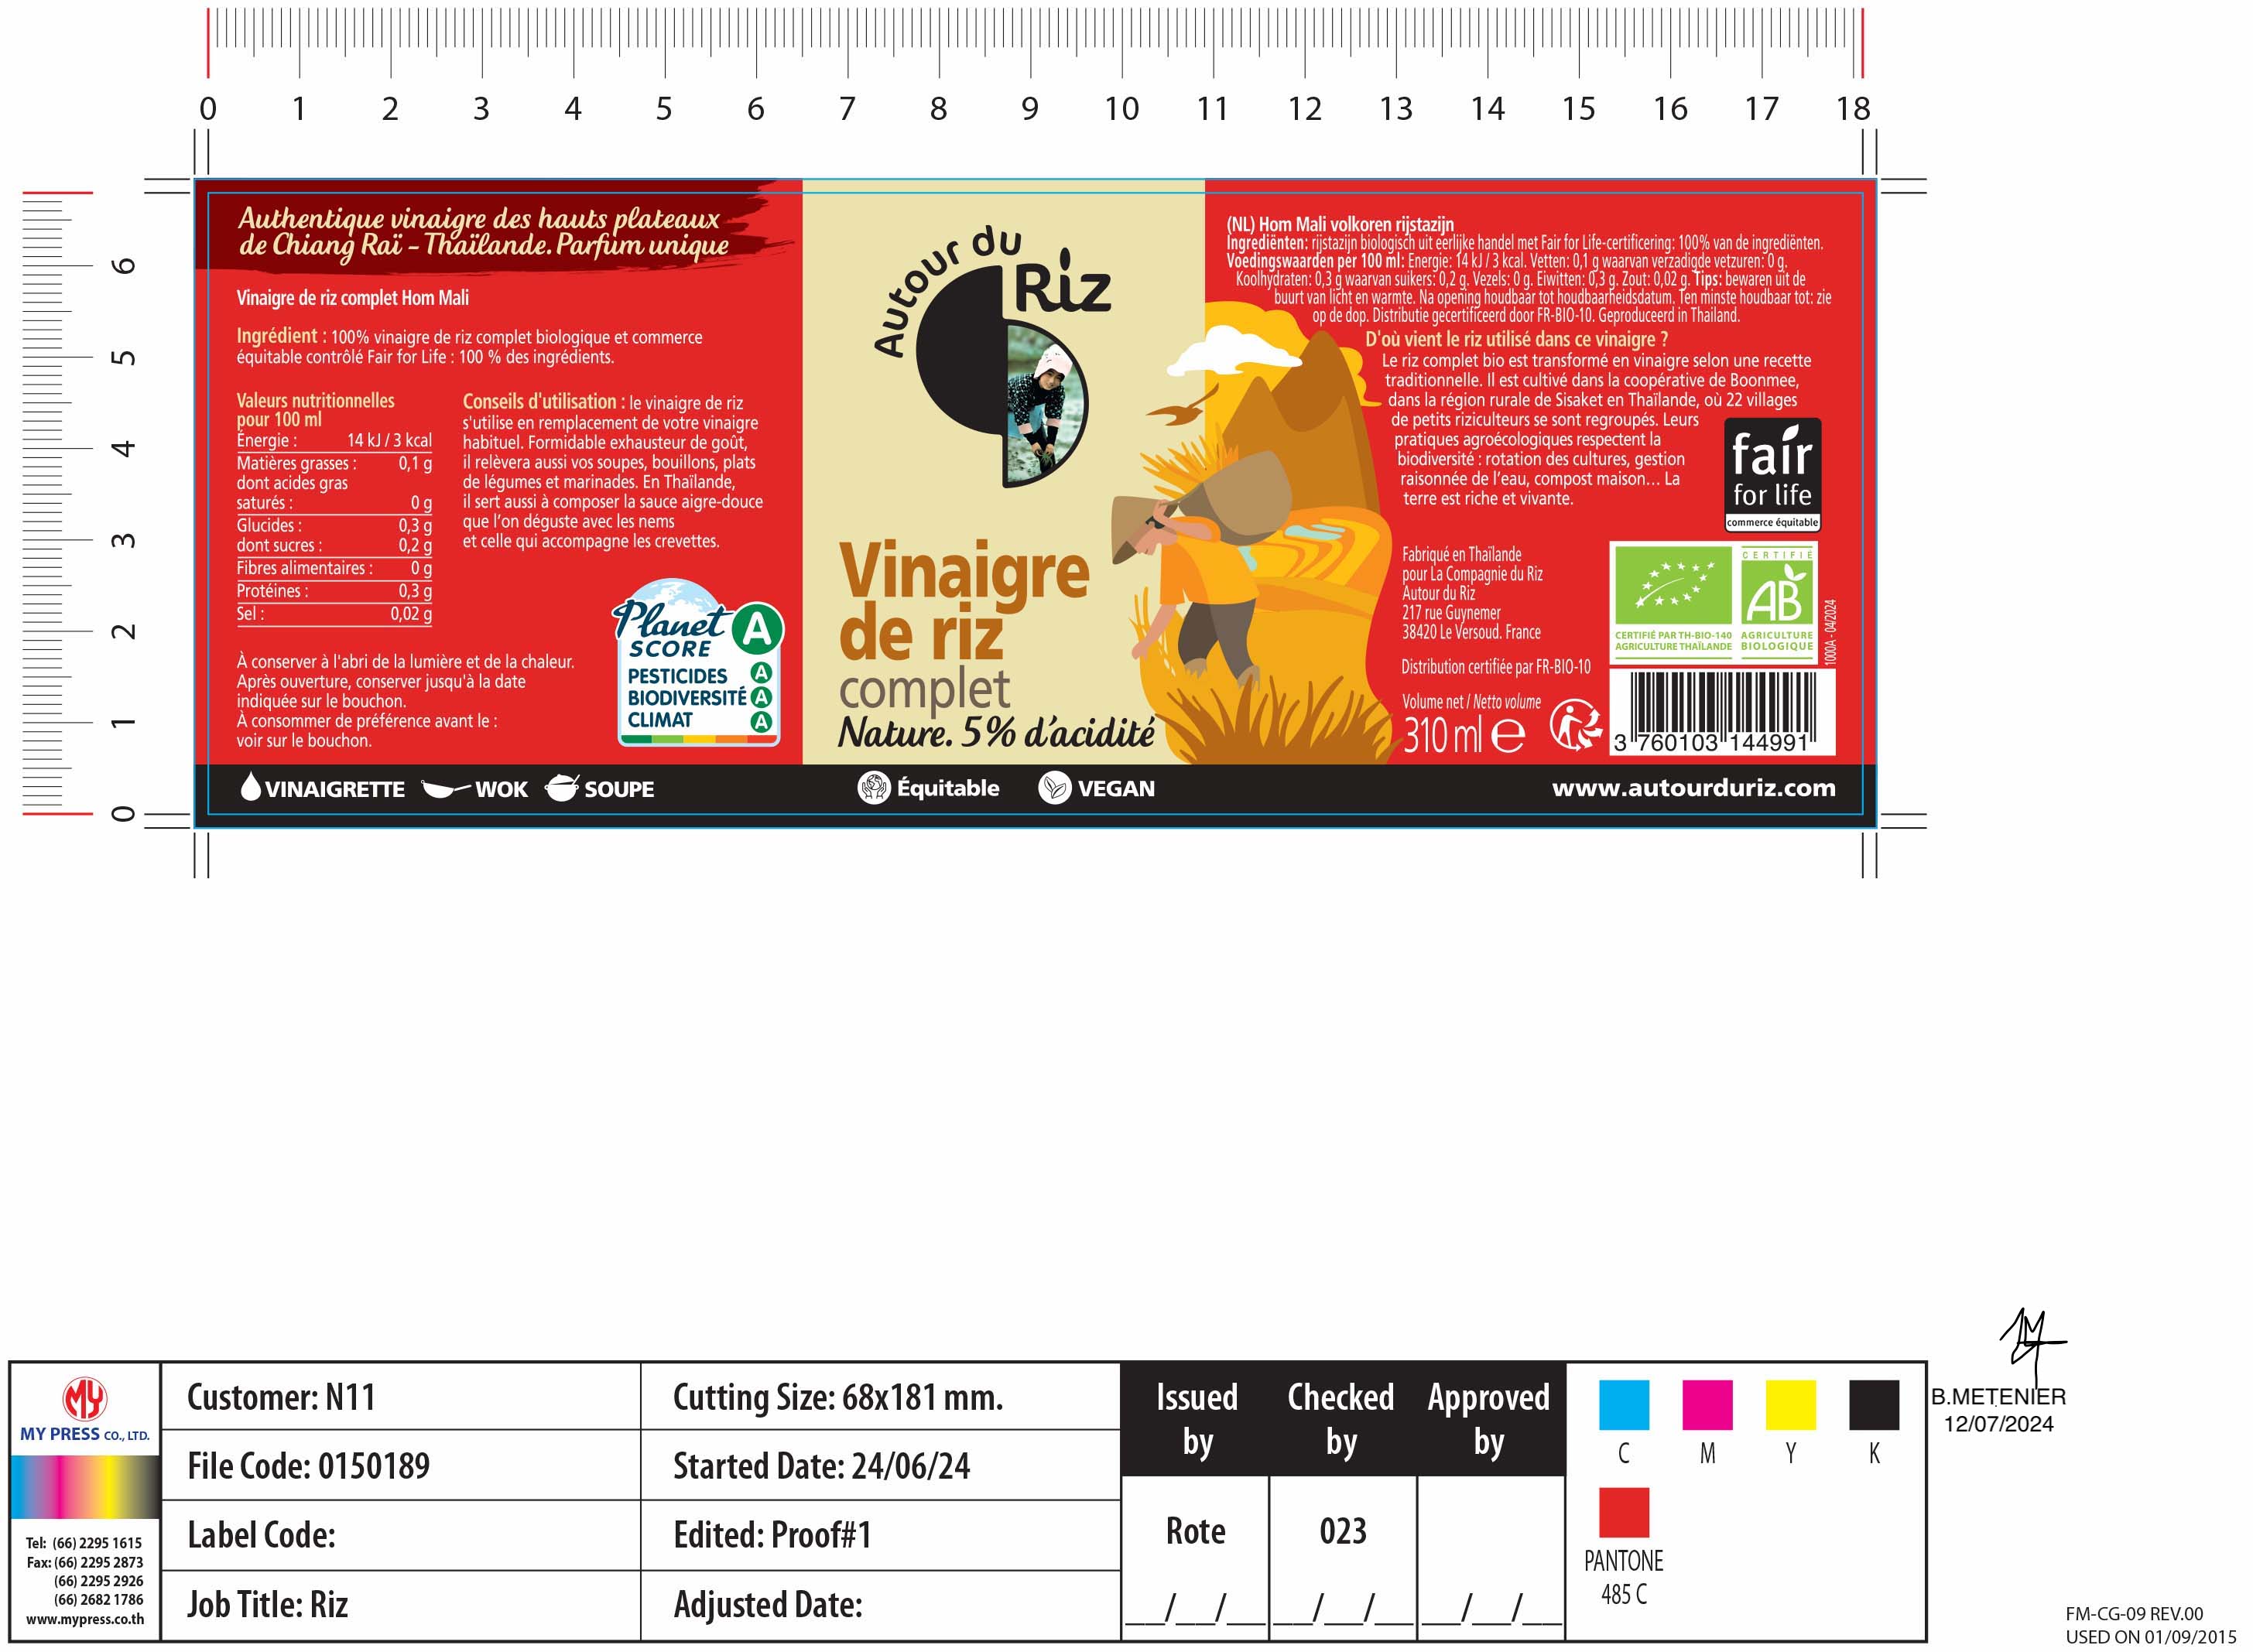 0 1 2 3 4 5 6 7 8 9 10 11 12 13 14 15 16 17 18
6
5
4
3
2
1
0
Authentique vinaigre des hauts plateaux
de Chiang Raï - Thaïlande. Parfum unique
Vinaigre de riz complet Hom Mali
Ingrédient : 100% vinaigre de riz complet biologique et commerce
équitable contrôlé Fair for Life : 100 % des ingrédients.
Valeurs nutritionnelles
pour 100 ml
Énergie : 14 kJ / 3 kcal
Matières grasses : 0,1 g
dont acides gras
saturés : 0 g
Glucides : 0,3 g
dont sucres : 0,2 g
Fibres alimentaires : 0 g
Protéines : 0,3 g
Sel : 0,02 g
Conseils d'utilisation : le vinaigre de riz
s'utilise en remplacement de votre vinaigre
habituel. Formidable exhausteur de goût,
il relèvera aussi vos soupes, bouillons, plats
de légumes et marinades. En Thaïlande,
il sert aussi à composer la sauce aigre-douce
que l'on déguste avec les nems
et celle qui accompagne les crevettes.
À conserver à l'abri de la lumière et de la chaleur.
Après ouverture, conserver jusqu'à la date
indiquée sur le bouchon.
À consommer de préférence avant le :
voir sur le bouchon.
Planet A
SCORE
PESTICIDES A
BIODIVERSITÉ A
CLIMAT A
VINAIGRETTE WOK SOUPE
Autour du
Riz
Vinaigre
de riz
complet
Nature. 5% d'acidité
Équitable VEGAN
(NL) Hom Mali volkoren rijstazijn
Ingrediënten: rijstazijn biologisch uit eerlijke handel met Fair for Life-certificering: 100% van de ingrediënten.
Voedingswaarden per 100 ml: Energie: 14 kJ / 3 kcal. Vetten: 0,1 g waarvan verzadigde vetzuren: 0 g.
Koolhydraten: 0,3 g waarvan suikers: 0,2 g. Vezels: 0 g. Eiwitten: 0,3 g. Zout: 0,02 g. Tips: bewaren uit de
buurt van licht en warmte. Na opening houdbaar tot houdbaarheidsdatum. Ten minste houdbaar tot: zie
op de dop. Distributie gecertificeerd door FR-BIO-10. Geproduceerd in Thailand.
D'où vient le riz utilisé dans ce vinaigre ?
Le riz complet bio est transformé en vinaigre selon une recette
traditionnelle. Il est cultivé dans la coopérative de Boonmee,
dans la région rurale de Sisaket en Thaïlande, où 22 villages
de petits riziculteurs se sont regroupés. Leurs
pratiques agroécologiques respectent la
biodiversité : rotation des cultures, gestion
raisonnée de l'eau, compost maison... La
terre est riche et vivante.
fair
for life
commerce équitable
Fabriqué en Thaïlande
pour La Compagnie du Riz
Autour du Riz
217 rue Guynemer
38420 Le Versoud. France
Distribution certifiée par FR-BIO-10
Volume net / Netto volume
310 ml e
CERTIFIÉ
AB
CERTIFIÉ PAR TH-BIO-140
AGRICULTURE THAÏLANDE
AGRICULTURE
BIOLOGIQUE
1000A - 04/2024
3 760103 144991
www.autourduriz.com
MY
MY PRESS CO., LTD.
Tel: (66) 2295 1615
Fax: (66) 2295 2873
(66) 2295 2926
(66) 2682 1786
www.mypress.co.th
Customer: N11
File Code: 0150189
Label Code:
Job Title: Riz
Cutting Size: 68x181 mm.
Started Date: 24/06/24
Edited: Proof#1
Adjusted Date:
Issued
by
Checked
by
Approved
by
Rote
023
__/__/__ __/__/__ __/__/__
C M Y K
PANTONE
485 C
B.METENIER
12/07/2024
FM-CG-09 REV.00
USED ON 01/09/2015